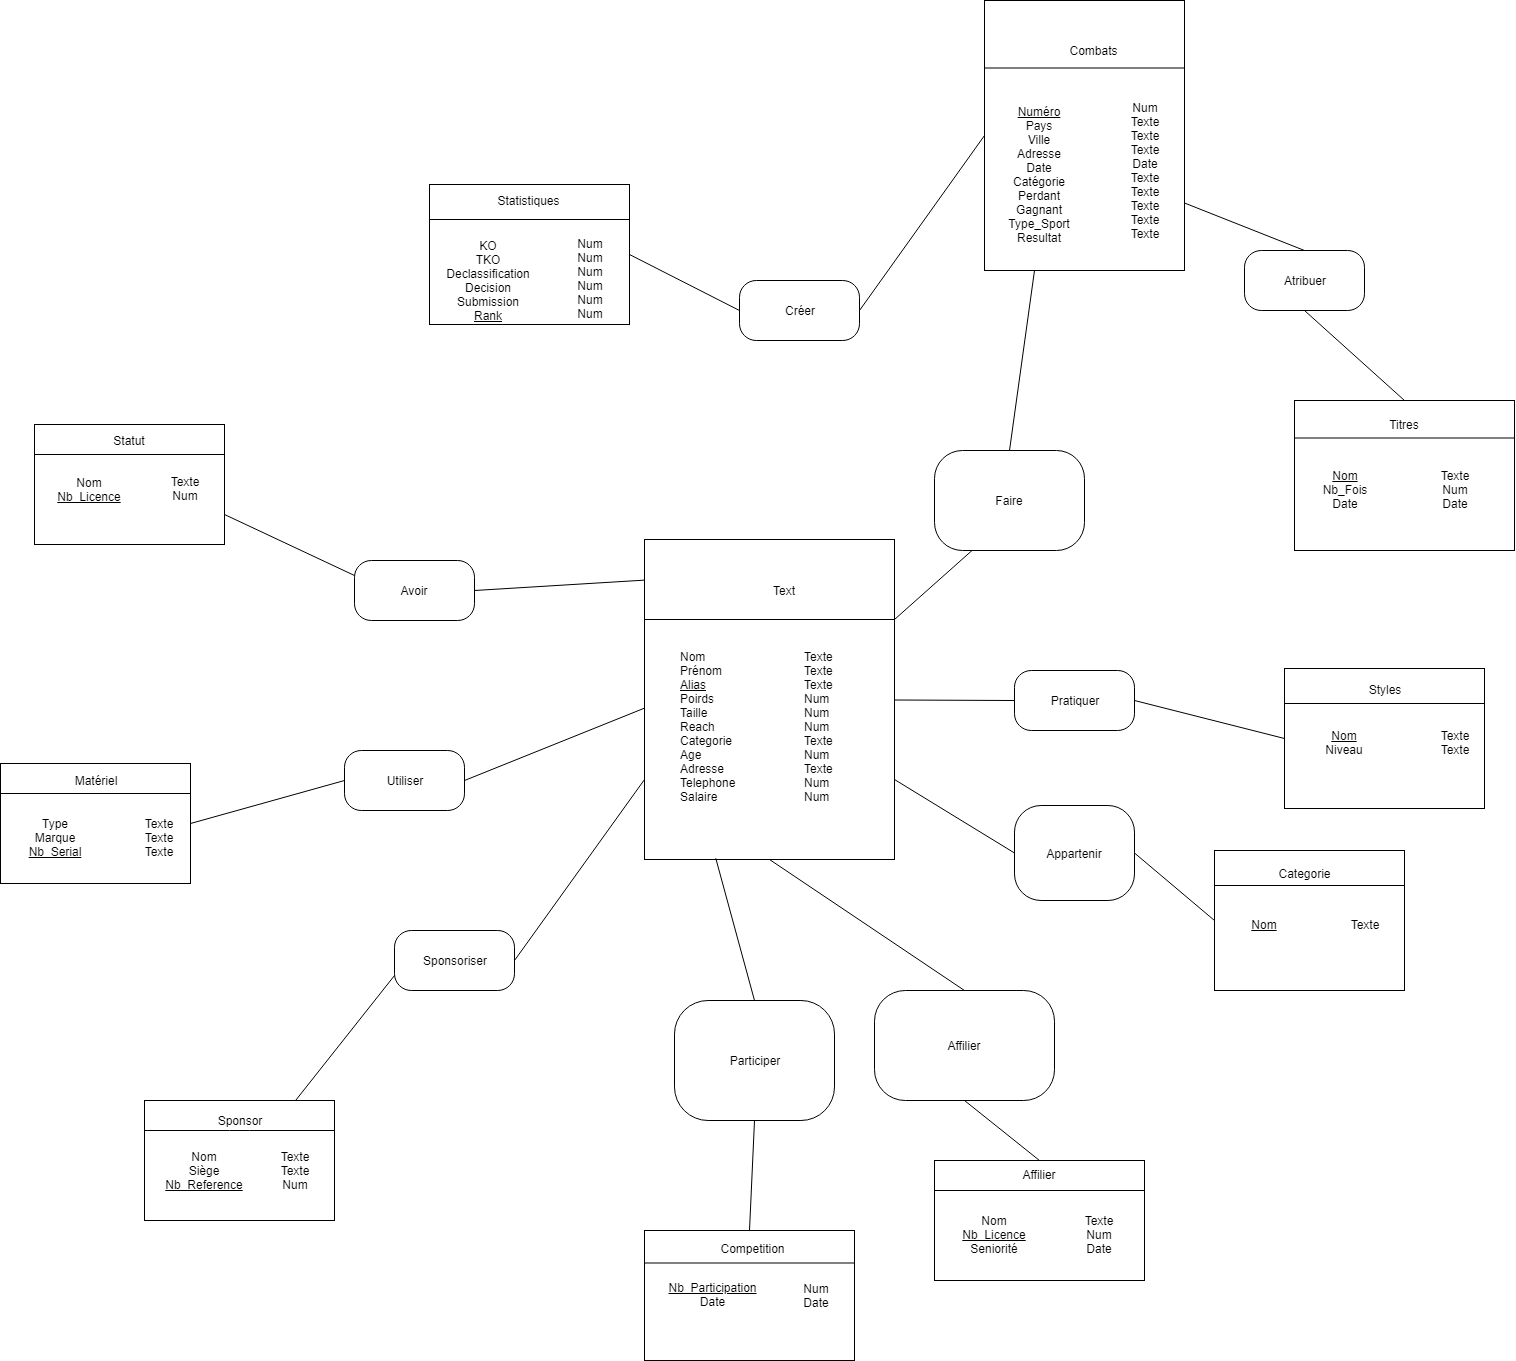 Combats
Numéro Num
Pays Texte
Ville Texte
Adresse Texte
Date Date
Catégorie Texte
Perdant Texte
Gagnant Texte
Type_Sport Texte
Resultat Texte
Statistiques
KO Num
TKO Num
Declassification Num
Decision Num
Submission Num
Rank Num
Créer
Atribuer
Titres
Nom Texte
Nb_Fois Num
Date Date
Statut
Nom Texte
Nb_Licence Num
Faire
Avoir
Text
Nom Texte
Prénom Texte
Alias Texte
Poirds Num
Taille Num
Reach Num
Categorie Texte
Age Num
Adresse Texte
Telephone Num
Salaire Num
Pratiquer
Styles
Nom Texte
Niveau Texte
Utiliser
Matériel
Type Texte
Marque Texte
Nb_Serial Texte
Appartenir
Categorie
Nom Texte
Sponsoriser
Participer
Affilier
Sponsor
Nom Texte
Siège Texte
Nb_Reference Num
Affilier
Nom Texte
Nb_Licence Num
Seniorité Date
Competition
Nb_Participation Num
Date Date